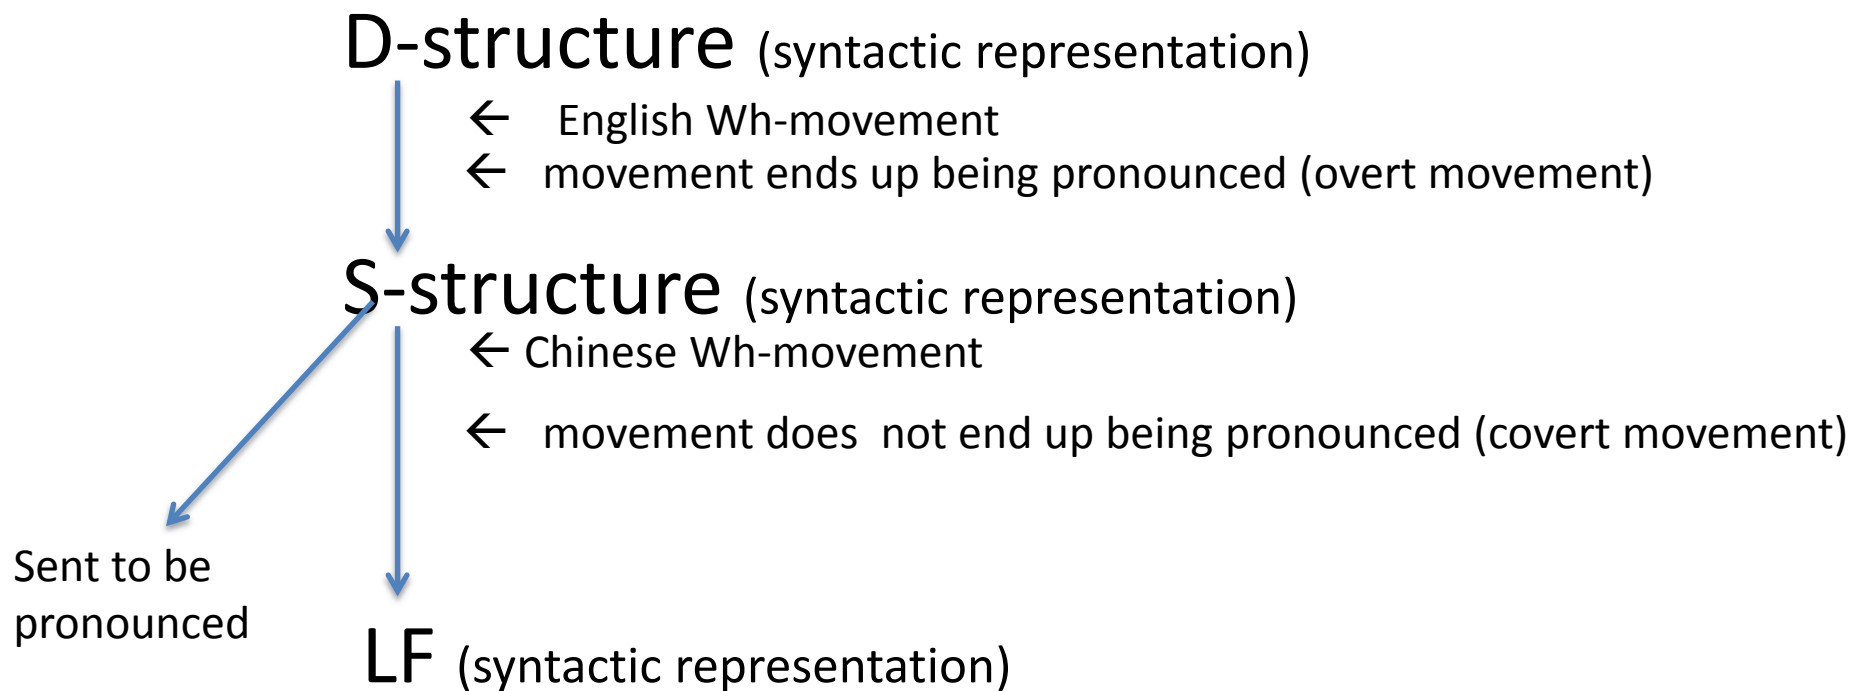 D-structure (syntactic representation)
← English Wh-movement
← movement ends up being pronounced (overt movement)
S-structure (syntactic representation)
← Chinese Wh-movement
← movement does not end up being pronounced (covert movement)
Sent to be
pronounced
LF (syntactic representation)